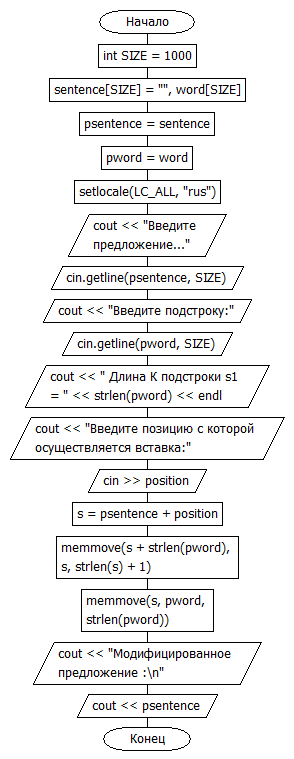 Начало
int SIZE = 1000
sentence[SIZE] = "", word[SIZE]
psentence = sentence
pword = word
setlocale(LC_ALL, "rus")
cout << "Введите
предложение..."
cin.getline(psentence, SIZE)
cout << "Введите подстроку:"
cin.getline(pword, SIZE)
cout << " Длина K подстроки s1
= " << strlen(pword) << endl
cout << "Введите позицию с которой
осуществляется вставка:"
cin >> position
s = psentence + position
memmove(s + strlen(pword),
s, strlen(s) + 1)
memmove(s, pword,
strlen(pword))
cout << "Модифицированное
предложение :\n"
cout << psentence
Конец